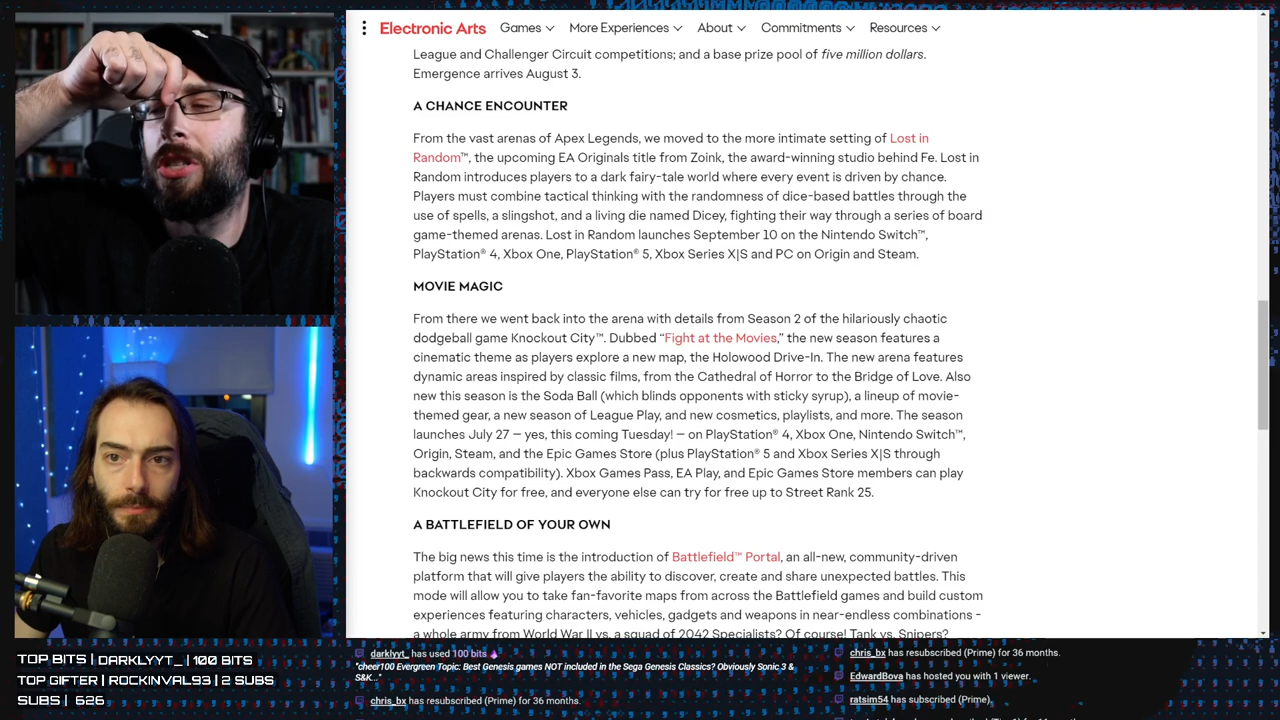 Electronic Arts Games More Experiences About Commitments Resources
League and Challenger Circuit competitions; and a base prize pool of five million dollars.
Emergence arrives August 3.
A CHANCE ENCOUNTER
From the vast arenas of Apex Legends, we moved to the more intimate setting of Lost in
Random™, the upcoming EA Originals title from Zoink, the award-winning studio behind Fe. Lost in
Random introduces players to a dark fairy-tale world where every event is driven by chance.
Players must combine tactical thinking with the randomness of dice-based battles through the
use of spells, a slingshot, and a living die named Dicey, fighting their way through a series of board
game-themed arenas. Lost in Random launches September 10 on the Nintendo Switch™,
PlayStation® 4, Xbox One, PlayStation® 5, Xbox Series X|S and PC on Origin and Steam.
MOVIE MAGIC
From there we went back into the arena with details from Season 2 of the hilariously chaotic
dodgeball game Knockout City™. Dubbed “Fight at the Movies,” the new season features a
cinematic theme as players explore a new map, the Holowood Drive-In. The new arena features
dynamic areas inspired by classic films, from the Cathedral of Horror to the Bridge of Love. Also
new this season is the Soda Ball (which blinds opponents with sticky syrup), a lineup of movie-
themed gear, a new season of League Play, and new cosmetics, playlists, and more. The season
launches July 27 – yes, this coming Tuesday! – on PlayStation® 4, Xbox One, Nintendo Switch™,
Origin, Steam, and the Epic Games Store (plus PlayStation® 5 and Xbox Series X|S through
backwards compatibility). Xbox Games Pass, EA Play, and Epic Games Store members can play
Knockout City for free, and everyone else can try for free up to Street Rank 25.
A BATTLEFIELD OF YOUR OWN
The big news this time is the introduction of Battlefield™ Portal, an all-new, community-driven
platform that will give players the ability to discover, create and share unexpected battles. This
mode will allow you to take fan-favorite maps from across the Battlefield games and build custom
experiences featuring characters, vehicles, gadgets and weapons in near-endless combinations -
a whole army from World War II vs. a squad of 2042 Specialists? Of course! Tank vs. Snipers?
TOP BITS | DARKLYYT_ | 100 BITS
TOP GIFTER | ROCKINVAL93 | 2 SUBS
SUBS | 626
darklyyt_ has used 100 bits
"cheer100 Evergreen Topic: Best Genesis games NOT included in the Sega Genesis Classics? Obviously Sonic 3 &
S&K..."
chris_bx has resubscribed (Prime) for 36 months.
chris_bx has resubscribed (Prime) for 36 months.
EdwardBova has hosted you with 1 viewer.
ratsim54 has subscribed (Prime).